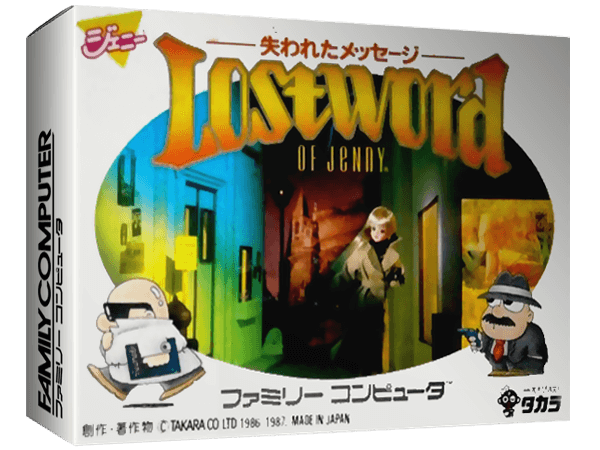 ジェニー
失われたメッセージ
Lostword
OF Jenny
FAMILY COMPUTER
ファミリー コンピュータ
ファミリー コンピュータ™
タカラ
創作・著作物 (C)TAKARA CO LTD 1986 1987. MADE IN JAPAN